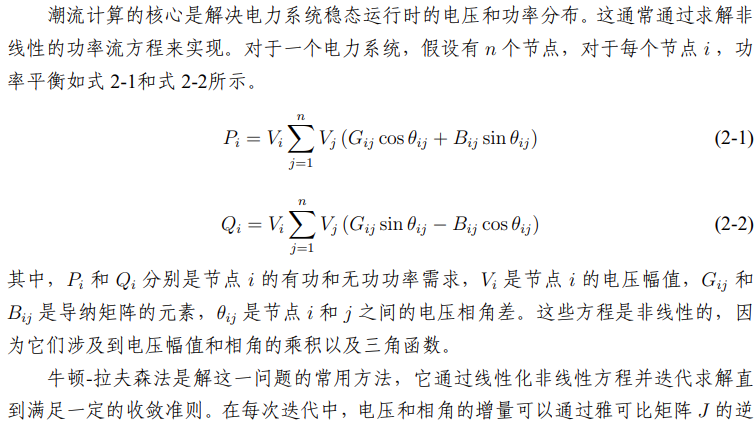 潮流计算的核心是解决电力系统稳态运行时的电压和功率分布。这通常通过求解非
线性的功率流方程来实现。对于一个电力系统，假设有 n 个节点，对于每个节点 i ，功
率平衡如式 2-1和式 2-2所示。
P_i = V_i \sum_{j=1}^{n} V_j (G_{ij} \cos θ_{ij} + B_{ij} \sin θ_{ij}) (2-1)
Q_i = V_i \sum_{j=1}^{n} V_j (G_{ij} \sin θ_{ij} − B_{ij} \cos θ_{ij}) (2-2)
其中，P_i 和 Q_i 分别是节点 i 的有功和无功功率需求，V_i 是节点 i 的电压幅值，G_{ij} 和
B_{ij} 是导纳矩阵的元素，θ_{ij} 是节点 i 和 j 之间的电压相角差。这些方程是非线性的，因
为它们涉及到电压幅值和相角的乘积以及三角函数。
牛顿-拉夫森法是解这一问题的常用方法，它通过线性化非线性方程并迭代求解直
到满足一定的收敛准则。在每次迭代中，电压和相角的增量可以通过雅可比矩阵 J 的逆